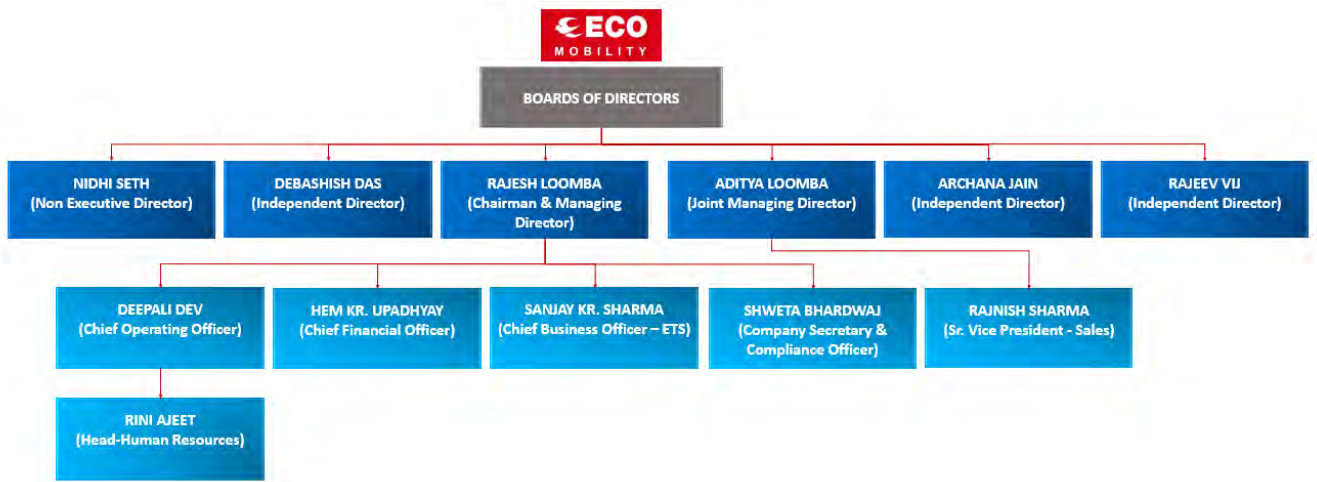 ECO
MOBILITY
BOARDS OF DIRECTORS
NIDHI SETH
(Non Executive Director)
DEBASHISH DAS
(Independent Director)
RAJESH LOOMBA
(Chairman & Managing
Director)
ADITYA LOOMBA
(Joint Managing Director)
ARCHANA JAIN
(Independent Director)
RAJEEV VIJ
(Independent Director)
DEEPALI DEV
(Chief Operating Officer)
HEM KR. UPADHYAY
(Chief Financial Officer)
SANJAY KR. SHARMA
(Chief Business Officer – ETS)
SHWETA BHARDWAJ
(Company Secretary &
Compliance Officer)
RAJNISH SHARMA
(Sr. Vice President - Sales)
RINI AJEET
(Head-Human Resources)